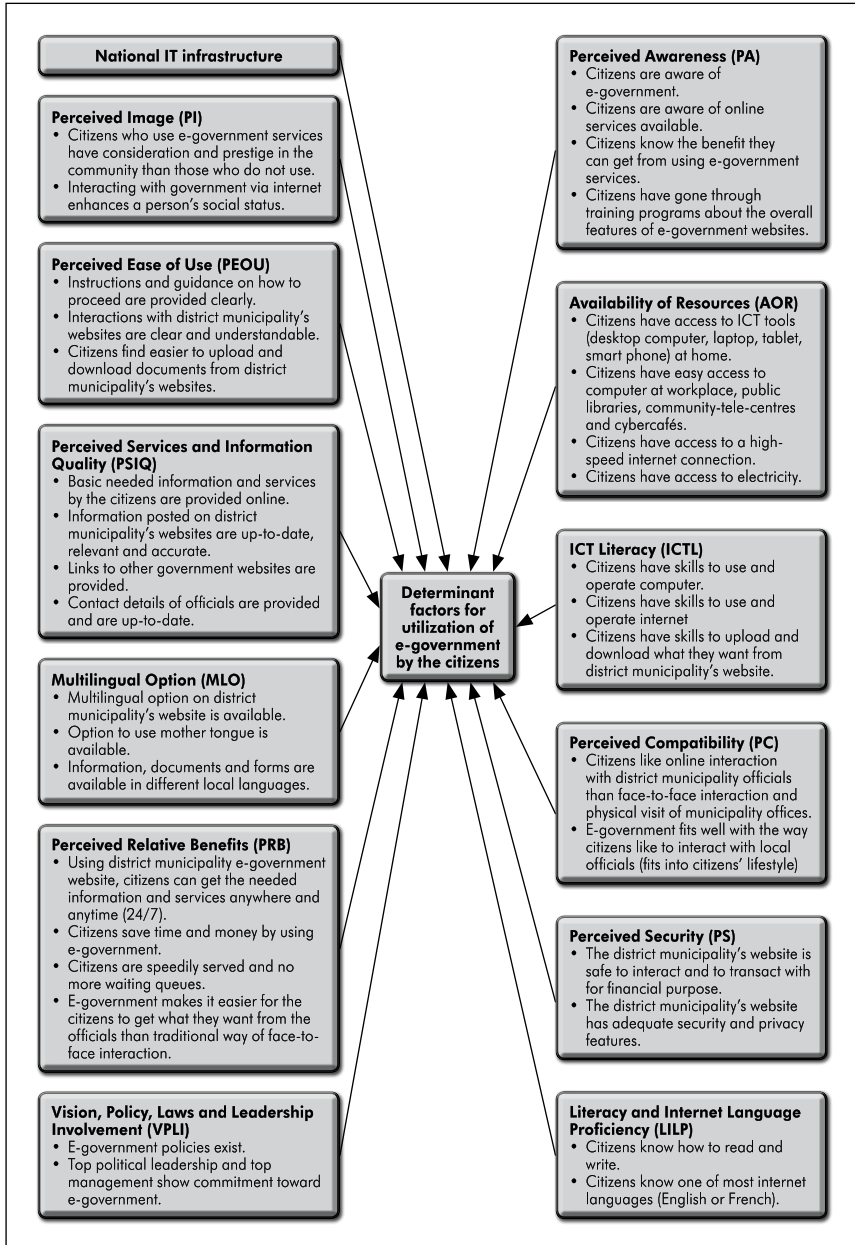 National IT infrastructure
Perceived Image (PI)
• Citizens who use e-government services
have consideration and prestige in the
community than those who do not use.
• Interacting with government via internet
enhances a person's social status.
Perceived Ease of Use (PEOU)
• Instructions and guidance on how to
proceed are provided clearly.
• Interactions with district municipality's
websites are clear and understandable.
• Citizens find easier to upload and
download documents from district
municipality's websites.
Perceived Services and Information
Quality (PSIQ)
• Basic needed information and services
by the citizens are provided online.
• Information posted on district
municipality's websites are up-to-date,
relevant and accurate.
• Links to other government websites are
provided.
• Contact details of officials are provided
and are up-to-date.
Multilingual Option (MLO)
• Multilingual option on district
municipality's website is available.
• Option to use mother tongue is
available.
• Information, documents and forms are
available in different local languages.
Perceived Relative Benefits (PRB)
• Using district municipality e-government
website, citizens can get the needed
information and services anywhere and
anytime (24/7).
• Citizens save time and money by using
e-government.
• Citizens are speedily served and no
more waiting queues.
• E-government makes it easier for the
citizens to get what they want from the
officials than traditional way of face-to-
face interaction.
Vision, Policy, Laws and Leadership
Involvement (VPLI)
• E-government policies exist.
• Top political leadership and top
management show commitment toward
e-government.
Determinant
factors for
utilization of
e-government
by the citizens
Perceived Awareness (PA)
• Citizens are aware of
e-government.
• Citizens are aware of online
services available.
• Citizens know the benefit they
can get from using e-government
services.
• Citizens have gone through
training programs about the overall
features of e-government websites.
Availability of Resources (AOR)
• Citizens have access to ICT tools
(desktop computer, laptop, tablet,
smart phone) at home.
• Citizens have easy access to
computer at workplace, public
libraries, community-tele-centres
and cybercafés.
• Citizens have access to a high-
speed internet connection.
• Citizens have access to electricity.
ICT Literacy (ICTL)
• Citizens have skills to use and
operate computer.
• Citizens have skills to use and
operate internet
• Citizens have skills to upload and
download what they want from
district municipality's website.
Perceived Compatibility (PC)
• Citizens like online interaction
with district municipality officials
than face-to-face interaction and
physical visit of municipality offices.
• E-government fits well with the way
citizens like to interact with local
officials (fits into citizens' lifestyle)
Perceived Security (PS)
• The district municipality's website is
safe to interact and to transact with
for financial purpose.
• The district municipality's website
has adequate security and privacy
features.
Literacy and Internet Language
Proficiency (LILP)
• Citizens know how to read and
write.
• Citizens know one of most internet
languages (English or French).